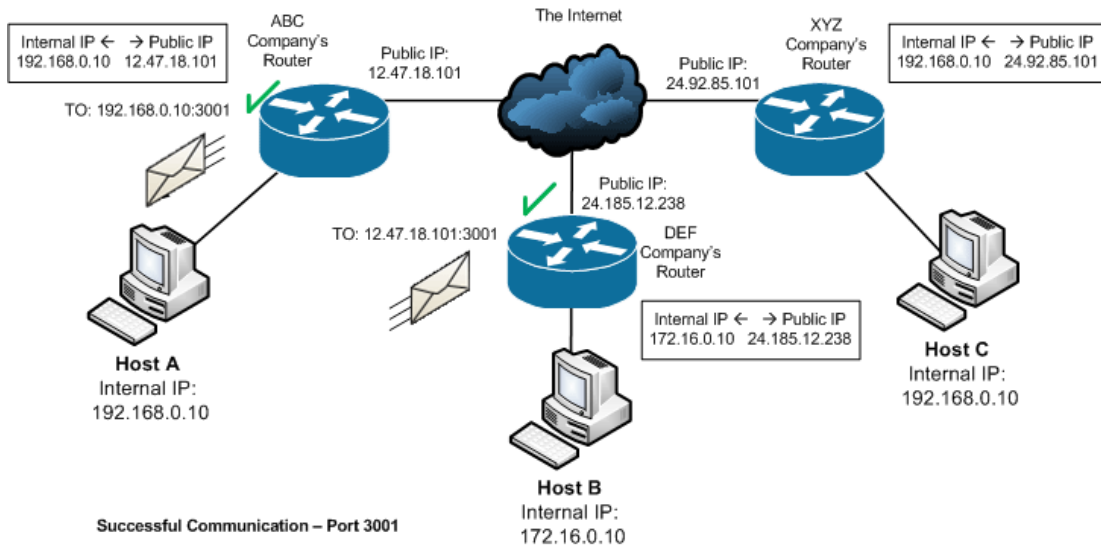 ABC
Company's
Router
The Internet
XYZ
Company's
Router
Internal IP ← → Public IP
192.168.0.10 12.47.18.101
Public IP:
12.47.18.101
Public IP:
24.92.85.101
Internal IP ← → Public IP
192.168.0.10 24.92.85.101
TO: 192.168.0.10:3001
Public IP:
24.185.12.238
TO: 12.47.18.101:3001
DEF
Company's
Router
Internal IP ← → Public IP
172.16.0.10 24.185.12.238
Host A
Internal IP:
192.168.0.10
Host C
Internal IP:
192.168.0.10
Host B
Internal IP:
172.16.0.10
Successful Communication – Port 3001